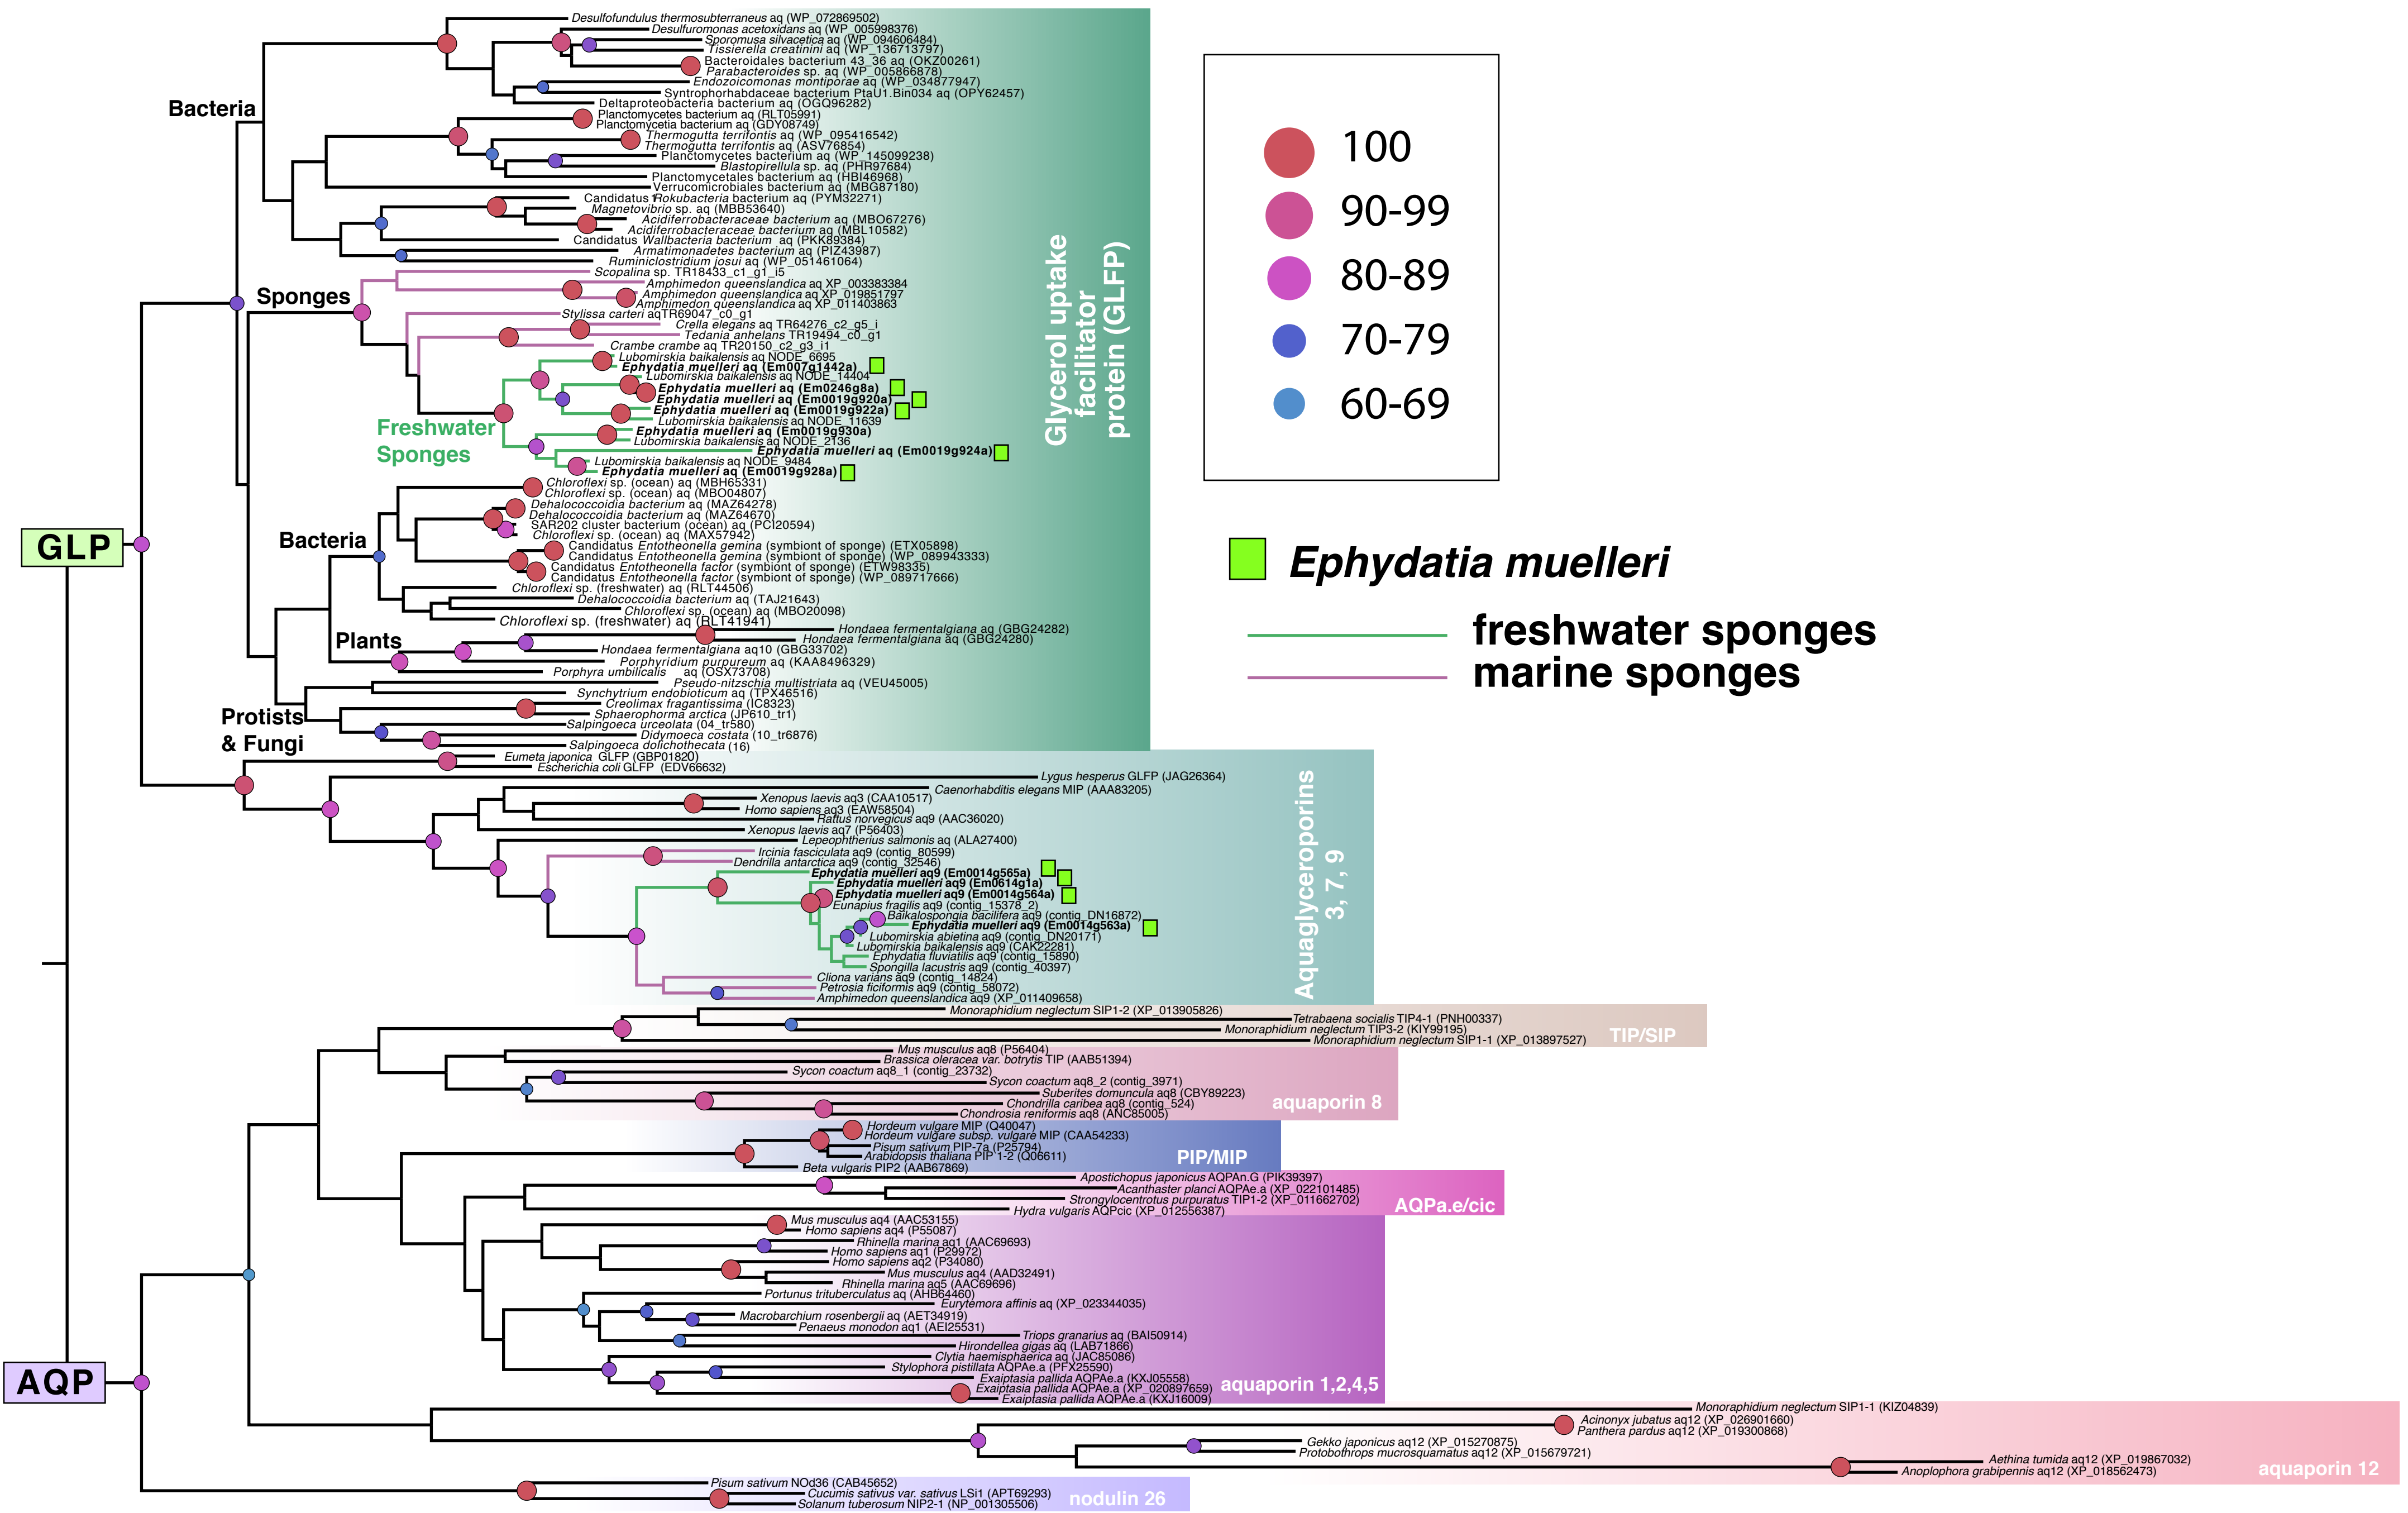 Desulfofundulus thermosubterraneus aq (WP_072869502)
Desulfuromonas acetoxidans aq (WP_005998376)
Sporomusa silvacetica aq (WP_094606484)
Tissierella creatinini aq (WP_136713797)
Bacteroidales bacterium 43_36 aq (OKZ00261)
Parabacteroides sp. aq (WP_005866878)
Endozoicomonas montiporae aq (WP_034877947)
Syntrophorhabdaceae bacterium PtaU1.Bin034 aq (OPY62457)
Deltaproteobacteria bacterium aq (OGQ96282)
Bacteria
Planctomycetes bacterium aq (RLT05991)
Planctomycetia bacterium aq (GDY08749)
Thermogutta terrifontis aq (WP_095416542)
Thermogutta terrifontis aq (ASV76854)
Planctomycetes bacterium aq (WP_145099238)
Blastopirellula sp. aq (PHR97684)
Planctomycetales bacterium aq (HBI46968)
Verrucomicrobiales bacterium aq (MBG87180)
Candidatus Rokubacteria bacterium aq (PYM32271)
Magnetovibrio sp. aq (MBB53640)
Acidiferrobacteraceae bacterium aq (MBO67276)
Acidiferrobacteraceae bacterium aq (MBL10582)
Candidatus Wallbacteria bacterium aq (PKK89384)
Armatimonadetes bacterium aq (PIZ43987)
Ruminiclostridium josui aq (WP_051461064)
Scopalina sp. TR18433_c1_g1_i5
Sponges
Amphimedon queenslandica aq XP_003383384
Amphimedon queenslandica aq XP_019851797
Amphimedon queenslandica aq XP_011403863
Stylissa carteri aqTR69047_c0_g1
Crella elegans aq TR64276_c2_g5_i
Tedania anhelans TR19494_c0_g1
Crambe crambe aq TR20150_c2_g3_i1
Lubomirskia baikalensis aq NODE_6695
Ephydatia muelleri aq (Em007g1442a)
Lubomirskia baikalensis aq NODE_14404
Ephydatia muelleri aq (Em0246g8a)
Ephydatia muelleri aq (Em0019g920a)
Ephydatia muelleri aq (Em0019g922a)
Lubomirskia baikalensis aq NODE_11639
Ephydatia muelleri aq (Em0019g930a)
Lubomirskia baikalensis aq NODE_2136
Ephydatia muelleri aq (Em0019g924a)
Lubomirskia baikalensis aq NODE_9484
Ephydatia muelleri aq (Em0019g928a)
Freshwater
Sponges
Glycerol uptake
facilitator
protein (GLFP)
Chloroflexi sp. (ocean) aq (MBH65331)
Chloroflexi sp. (ocean) aq (MBO04807)
Dehalococcoidia bacterium aq (MAZ64278)
Dehalococcoidia bacterium aq (MAZ64670)
SAR202 cluster bacterium (ocean) aq (PCI20594)
Chloroflexi sp. (ocean) aq (MAX57942)
Bacteria
Candidatus Entotheonella gemina (symbiont of sponge) (ETX05898)
Candidatus Entotheonella gemina (symbiont of sponge) (WP_089943333)
Candidatus Entotheonella factor (symbiont of sponge) (ETW98335)
Candidatus Entotheonella factor (symbiont of sponge) (WP_089717666)
Chloroflexi sp. (freshwater) aq (RLT44506)
Dehalococcoidia bacterium aq (TAJ21643)
Chloroflexi sp. (ocean) aq (MBO20098)
Chloroflexi sp. (freshwater) aq (RLT41941)
Plants
Hondaea fermentalgiana aq (GBG24282)
Hondaea fermentalgiana aq (GBG24280)
Hondaea fermentalgiana aq10 (GBG33702)
Porphyridium purpureum aq (KAA8496329)
Porphyra umbilicalis aq (OSX73708)
Pseudo-nitzschia multistriata aq (VEU45005)
Synchytrium endobioticum aq (TPX46516)
Creolimax fragantissima (IC8323)
Sphaerophorma arctica (JP610_tr1)
Salpingoeca urceolata (04_tr580)
Didymoeca costata (10_tr6876)
Salpingoeca dolichothecata (16)
Protists
& Fungi
GLP
Eumeta japonica GLFP (GBP01820)
Escherichia coli GLFP (EDV66632)
Lygus hesperus GLFP (JAG26364)
Caenorhabditis elegans MIP (AAA83205)
Xenopus laevis aq3 (CAA10517)
Homo sapiens aq3 (EAW58504)
Rattus norvegicus aq9 (AAC36020)
Xenopus laevis aq7 (P56403)
Lepeophtherius salmonis aq (ALA27400)
Ircinia fasciculata aq9 (contig_80599)
Dendrilla antarctica aq9 (contig_32546)
Ephydatia muelleri aq9 (Em0014g565a)
Ephydatia muelleri aq9 (Em0614g1a)
Ephydatia muelleri aq9 (Em0014g564a)
Eunapius fragilis aq9 (contig_15378_2)
Baikalospongia bacilifera aq9 (contig_DN16872)
Ephydatia muelleri aq9 (Em0014g563a)
Lubomirskia abietina aq9 (contig_DN20171)
Lubomirskia baikalensis aq9 (CAK22281)
Ephydatia fluviatilis aq9 (contig_15890)
Spongilla lacustris aq9 (contig_40397)
Cliona varians aq9 (contig_14824)
Petrosia ficiformis aq9 (contig_58072)
Amphimedon queenslandica aq9 (XP_011409658)
Aquaglyceroporins
3, 7, 9
Monoraphidium neglectum SIP1-2 (XP_013905826)
Tetrabaena socialis TIP4-1 (PNH00337)
Monoraphidium neglectum TIP3-2 (KIY99195)
Monoraphidium neglectum SIP1-1 (XP_013897527)
TIP/SIP
Mus musculus aq8 (P56404)
Brassica oleracea var. botrytis TIP (AAB51394)
Sycon coactum aq8_1 (contig_23732)
Sycon coactum aq8_2 (contig_3971)
Suberites domuncula aq8 (CBY89223)
Chondrilla caribea aq8 (contig_524)
Chondrosia reniformis aq8 (ANC85005)
aquaporin 8
Hordeum vulgare MIP (Q40047)
Hordeum vulgare subsp. vulgare MIP (CAA54233)
Pisum sativum PIP-7a (P25794)
Arabidopsis thaliana PIP 1-2 (Q06611)
Beta vulgaris PIP2 (AAB67869)
PIP/MIP
Apostichopus japonicus AQPAn.G (PIK39397)
Acanthaster planci AQPAe.a (XP_022101485)
Strongylocentrotus purpuratus TIP1-2 (XP_011662702)
Hydra vulgaris AQPcic (XP_012556387)
AQPa.e/cic
Mus musculus aq4 (AAC53155)
Homo sapiens aq4 (P55087)
Rhinella marina aq1 (AAC69693)
Homo sapiens aq1 (P29972)
Homo sapiens aq2 (P34080)
Mus musculus aq4 (AAD32491)
Rhinella marina aq5 (AAC69696)
Portunus trituberculatus aq (AHB64460)
Eurytemora affinis aq (XP_023344035)
Macrobarchium rosenbergii aq (AET34919)
Penaeus monodon aq1 (AEI25531)
Triops granarius aq (BAI50914)
Hirondellea gigas aq (LAB71866)
Clytia haemisphaerica aq (JAC85086)
Stylophora pistillata AQPAe.a (PFX25590)
Exaiptasia pallida AQPAe.a (KXJ05558)
Exaiptasia pallida AQPAe.a (XP_020897659)
Exaiptasia pallida AQPAe.a (KXJ16009)
aquaporin 1,2,4,5
AQP
Monoraphidium neglectum SIP1-1 (KIZ04839)
Acinonyx jubatus aq12 (XP_026901660)
Panthera pardus aq12 (XP_019300868)
Gekko japonicus aq12 (XP_015270875)
Protobothrops mucrosquamatus aq12 (XP_015679721)
Aethina tumida aq12 (XP_019867032)
Anoplophora grabipennis aq12 (XP_018562473)
aquaporin 12
Pisum sativum NOd36 (CAB45652)
Cucumis sativus var. sativus LSi1 (APT69293)
Solanum tuberosum NIP2-1 (NP_001305506)
nodulin 26
100
90-99
80-89
70-79
60-69
Ephydatia muelleri
freshwater sponges
marine sponges